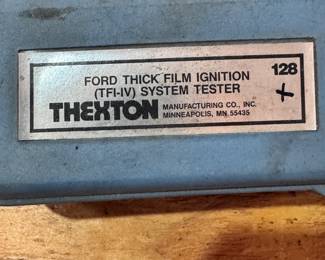 FORD THICK FILM IGNITION 128
(TFI-IV) SYSTEM TESTER +
THEXTON MANUFACTURING CO., INC.
MINNEAPOLIS, MN 55435